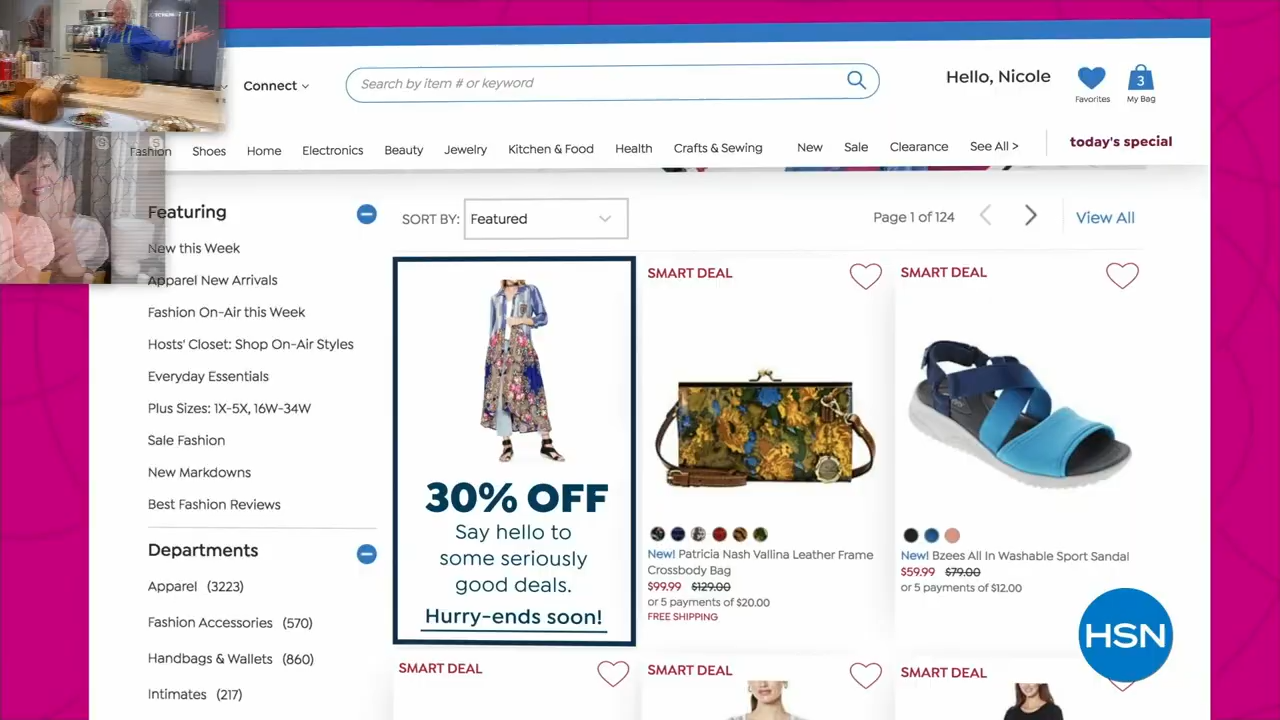 Connect
Search by item # or keyword
Hello, Nicole
Favorites
3
My Bag
Fashion
Shoes
Home
Electronics
Beauty
Jewelry
Kitchen & Food
Health
Crafts & Sewing
New
Sale
Clearance
See All >
today's special
Featuring
New this Week
Apparel New Arrivals
Fashion On-Air this Week
Hosts' Closet: Shop On-Air Styles
Everyday Essentials
Plus Sizes: 1X-5X, 16W-34W
Sale Fashion
New Markdowns
Best Fashion Reviews
Departments
Apparel (3223)
Fashion Accessories (570)
Handbags & Wallets (860)
Intimates (217)
SORT BY: Featured
Page 1 of 124
View All
30% OFF
Say hello to
some seriously
good deals.
Hurry-ends soon!
SMART DEAL
New! Patricia Nash Vallina Leather Frame
Crossbody Bag
$99.99 $129.00
or 5 payments of $20.00
FREE SHIPPING
SMART DEAL
New! Bzees All In Washable Sport Sandal
$59.99 $79.00
or 5 payments of $12.00
SMART DEAL
SMART DEAL
SMART DEAL
HSN